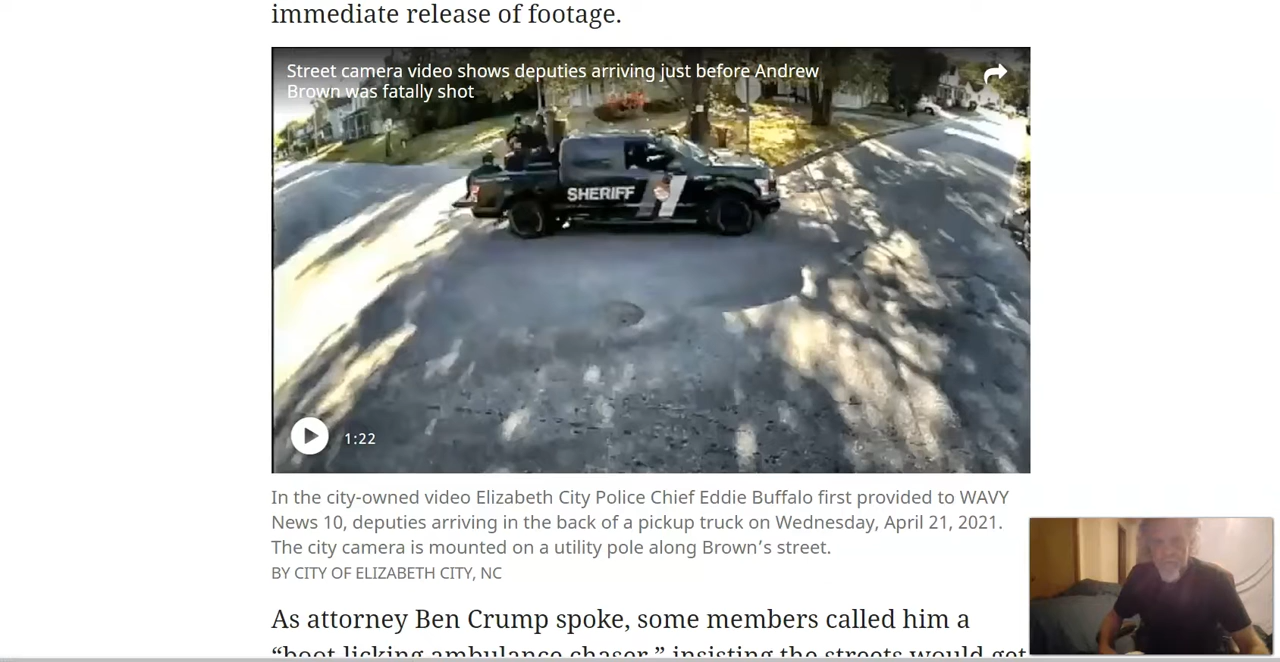 immediate release of footage.
Street camera video shows deputies arriving just before Andrew
Brown was fatally shot
SHERIFF
1:22
In the city-owned video Elizabeth City Police Chief Eddie Buffalo first provided to WAVY
News 10, deputies arriving in the back of a pickup truck on Wednesday, April 21, 2021.
The city camera is mounted on a utility pole along Brown’s street.
BY CITY OF ELIZABETH CITY, NC
As attorney Ben Crump spoke, some members called him a
“boot-licking ambulance chaser,” insisting the streets would get